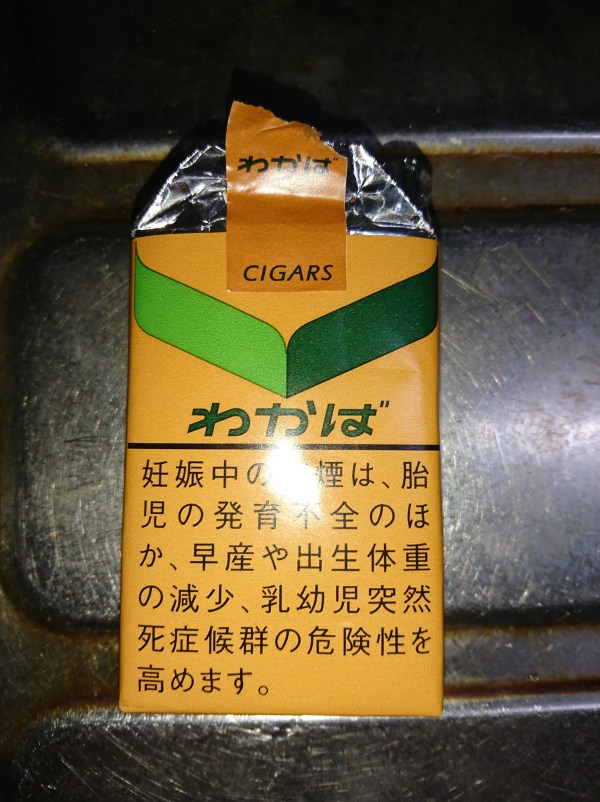 わかば
CIGARS
わかば
妊娠中の 煙は、胎
児の発育不全のほ
か、早産や出生体重
の減少、乳幼児突然
死症候群の危険性を
高めます。